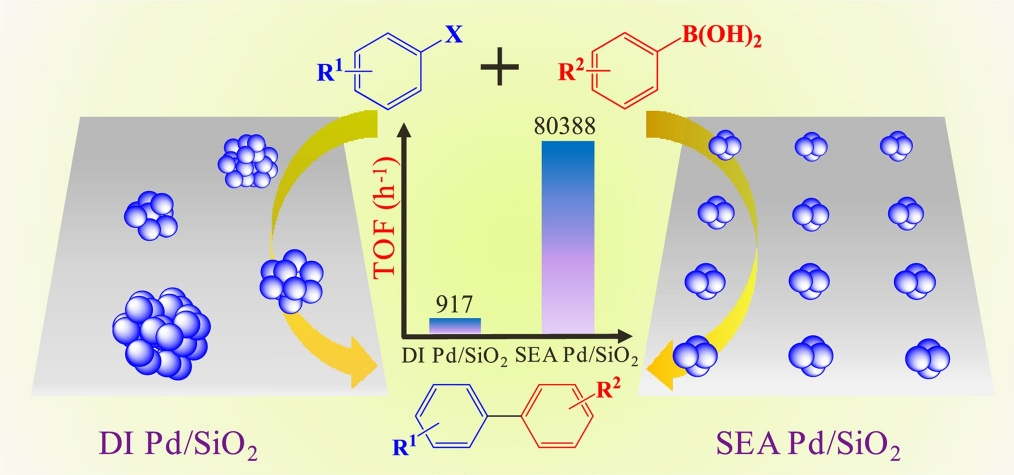 X
R¹
+
B(OH)₂
R²
80388
917
TOF (h⁻¹)
DI Pd/SiO₂
SEA Pd/SiO₂
R¹
R²
DI Pd/SiO₂
SEA Pd/SiO₂